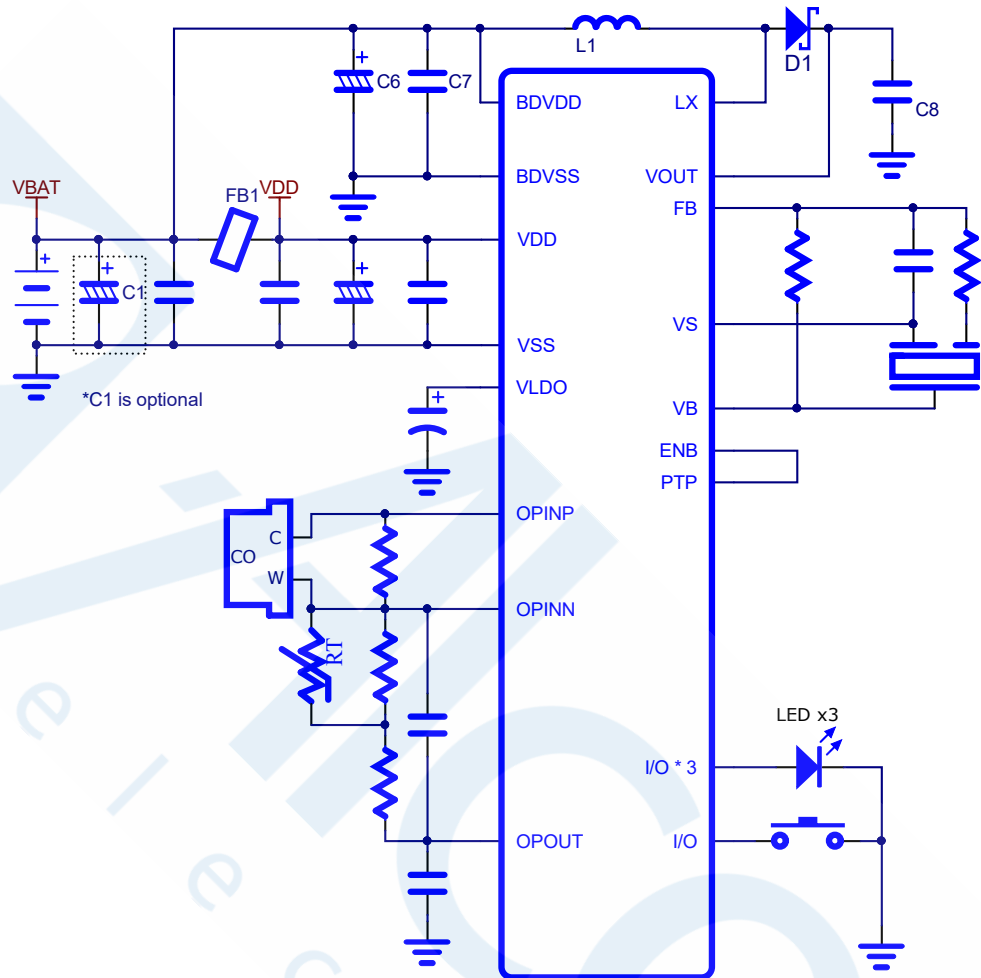 L1
D1
C6
C7
C8
BDVDD
LX
BDVSS
VOUT
VBAT
FB1
VDD
FB
VDD
+
+
+
+
C1
VS
VSS
*C1 is optional
VLDO
+
VB
ENB
PTP
OPINP
C
CO
W
OPINN
RT
LED x3
I/O * 3
OPOUT
I/O
e
l
e
c